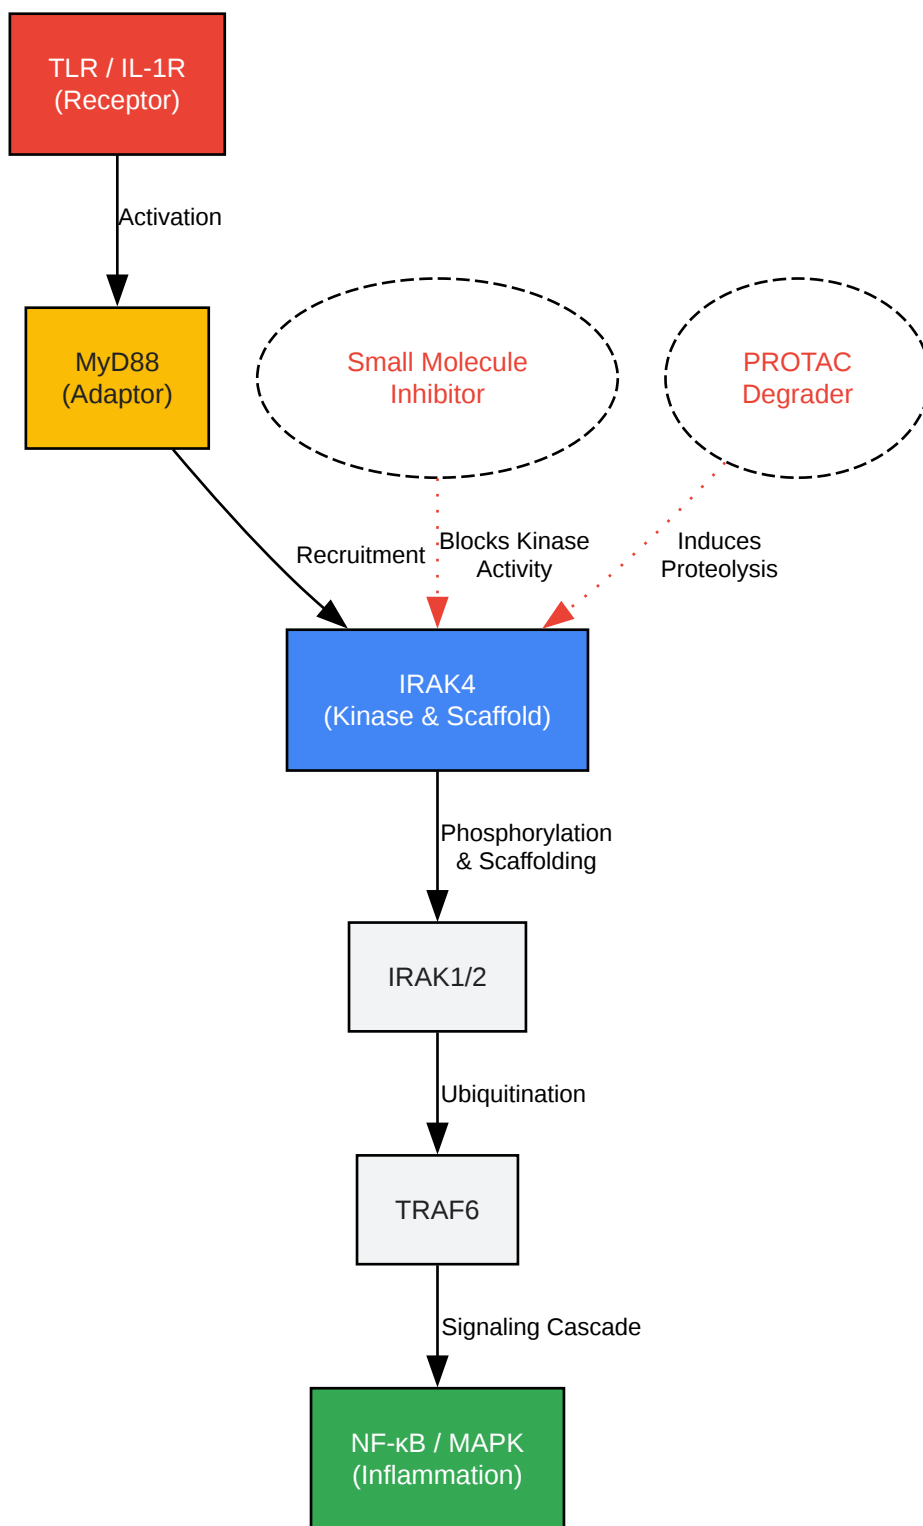 TLR / IL-1R
(Receptor)
Activation
MyD88
(Adaptor)
Small Molecule
Inhibitor
PROTAC
Degrader
Recruitment
Blocks Kinase
Activity
Induces
Proteolysis
IRAK4
(Kinase & Scaffold)
Phosphorylation
& Scaffolding
IRAK1/2
Ubiquitination
TRAF6
Signaling Cascade
NF-κB / MAPK
(Inflammation)